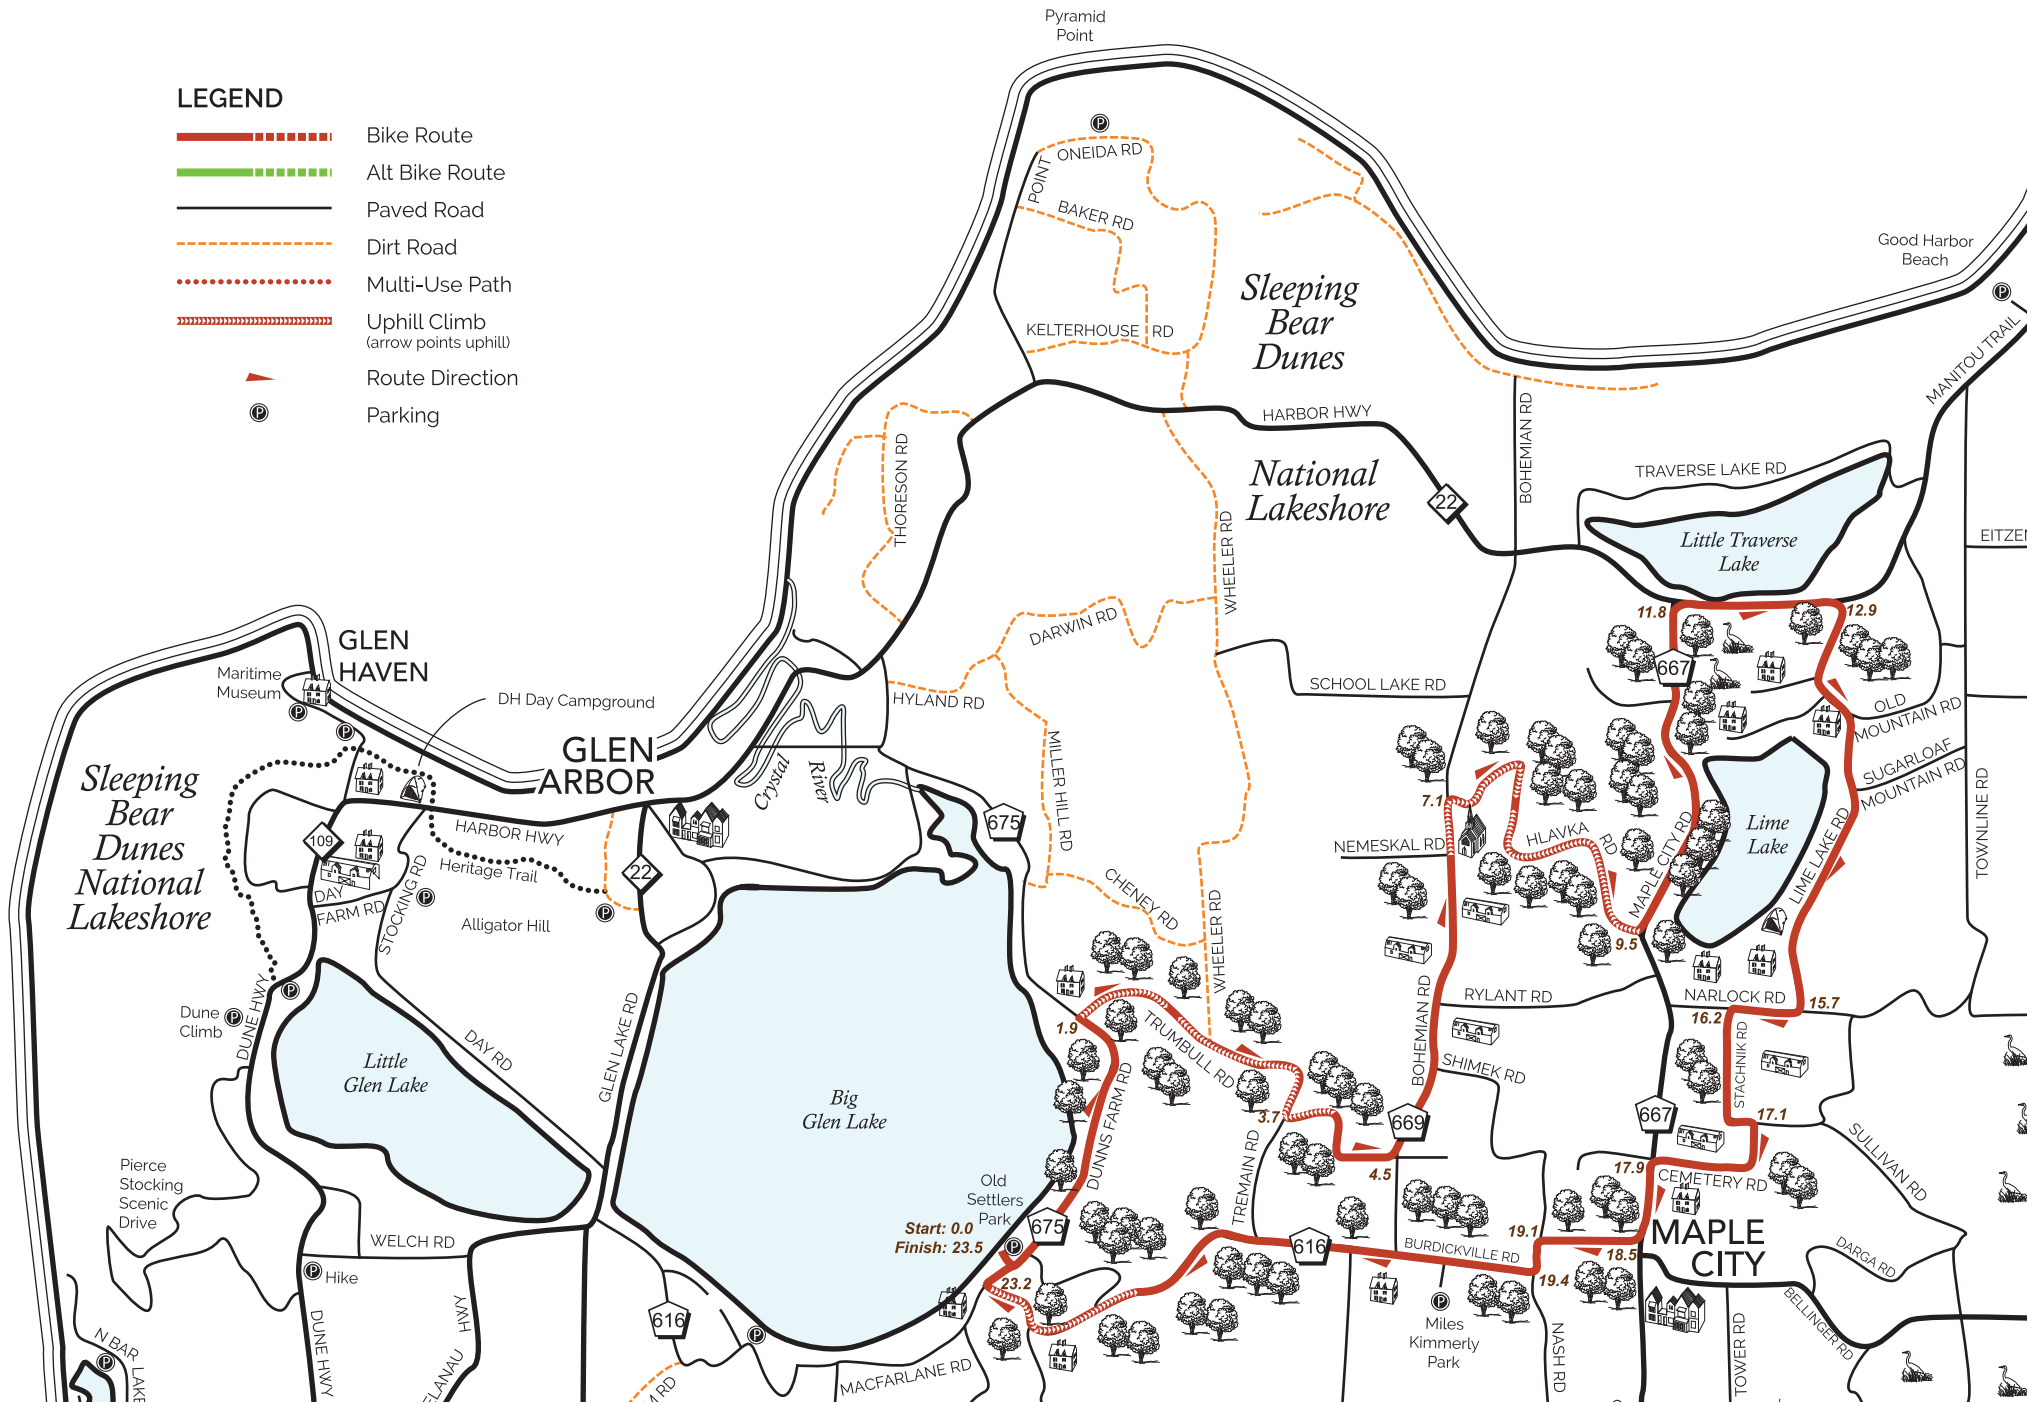 Pyramid
Point
LEGEND
Bike Route
Alt Bike Route
Paved Road
Dirt Road
Multi-Use Path
Uphill Climb
(arrow points uphill)
Route Direction
P
Parking
P
ONEIDA RD
POINT
BAKER RD
KELTERHOUSE RD
Sleeping
Bear
Dunes
Good Harbor
Beach
P
MANITOU TRAIL
HARBOR HWY
BOHEMIAN RD
National
Lakeshore
22
THORESON RD
WHEELER RD
TRAVERSE LAKE RD
Little Traverse
Lake
EITZEN
11.8
12.9
DARWIN RD
GLEN
HAVEN
Maritime
Museum
P
P
DH Day Campground
667
SCHOOL LAKE RD
HYLAND RD
OLD
MOUNTAIN RD
SUGARLOAF
MOUNTAIN RD
TOWNLINE RD
GLEN
ARBOR
Crystal
River
MILLER HILL RD
Sleeping
Bear
Dunes
National
Lakeshore
109
HARBOR HWY
Heritage Trail
DAY
FARM RD
STOCKING RD
P
Alligator Hill
P
22
675
7.1
NEMESKAL RD
HLAVKA RD
MAPLE CITY RD
Lime
Lake
LIME LAKE RD
CHENEY RD
WHEELER RD
9.5
DUNE HWY
P
Dune
Climb
P
RYLANT RD
NARLOCK RD
15.7
16.2
BOHEMIAN RD
STACHNIK RD
Little
Glen Lake
DAY RD
GLEN LAKE RD
Big
Glen Lake
1.9
TRUMBULL RD
DUNNS FARM RD
3.7
SHIMEK RD
669
667
17.1
SULLIVAN RD
4.5
17.9
CEMETERY RD
Pierce
Stocking
Scenic
Drive
TREMAIN RD
Old
Settlers
Park
P
Start: 0.0
Finish: 23.5
675
616
BURDICKVILLE RD
19.1
18.5
19.4
MAPLE
CITY
DARGA RD
BELLINGER RD
WELCH RD
P
Hike
23.2
616
P
P
Miles
Kimmerly
Park
NASH RD
TOWER RD
N BAR
LAKE
P
DUNE HWY
ELANAU
HWY
M RD
MACFARLANE RD